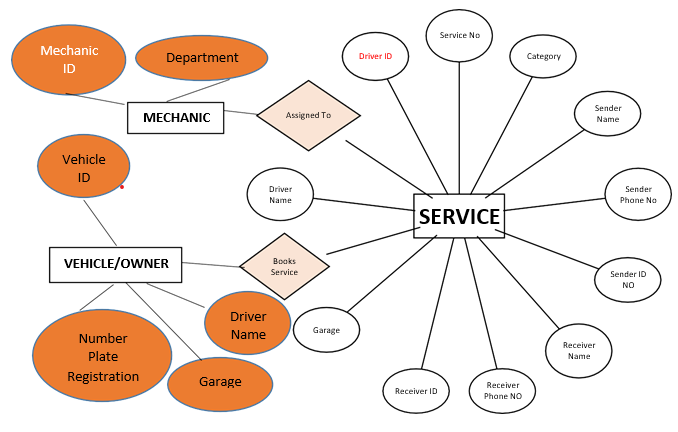 Mechanic
ID
Department
MECHANIC
Assigned To
Driver ID
Service No
Category
Sender
Name
Vehicle
ID
Driver
Name
Sender
Phone No
SERVICE
VEHICLE/OWNER
Books
Service
Sender ID
NO
Driver
Name
Garage
Number
Plate
Registration
Garage
Receiver
Name
Receiver ID
Receiver
Phone NO